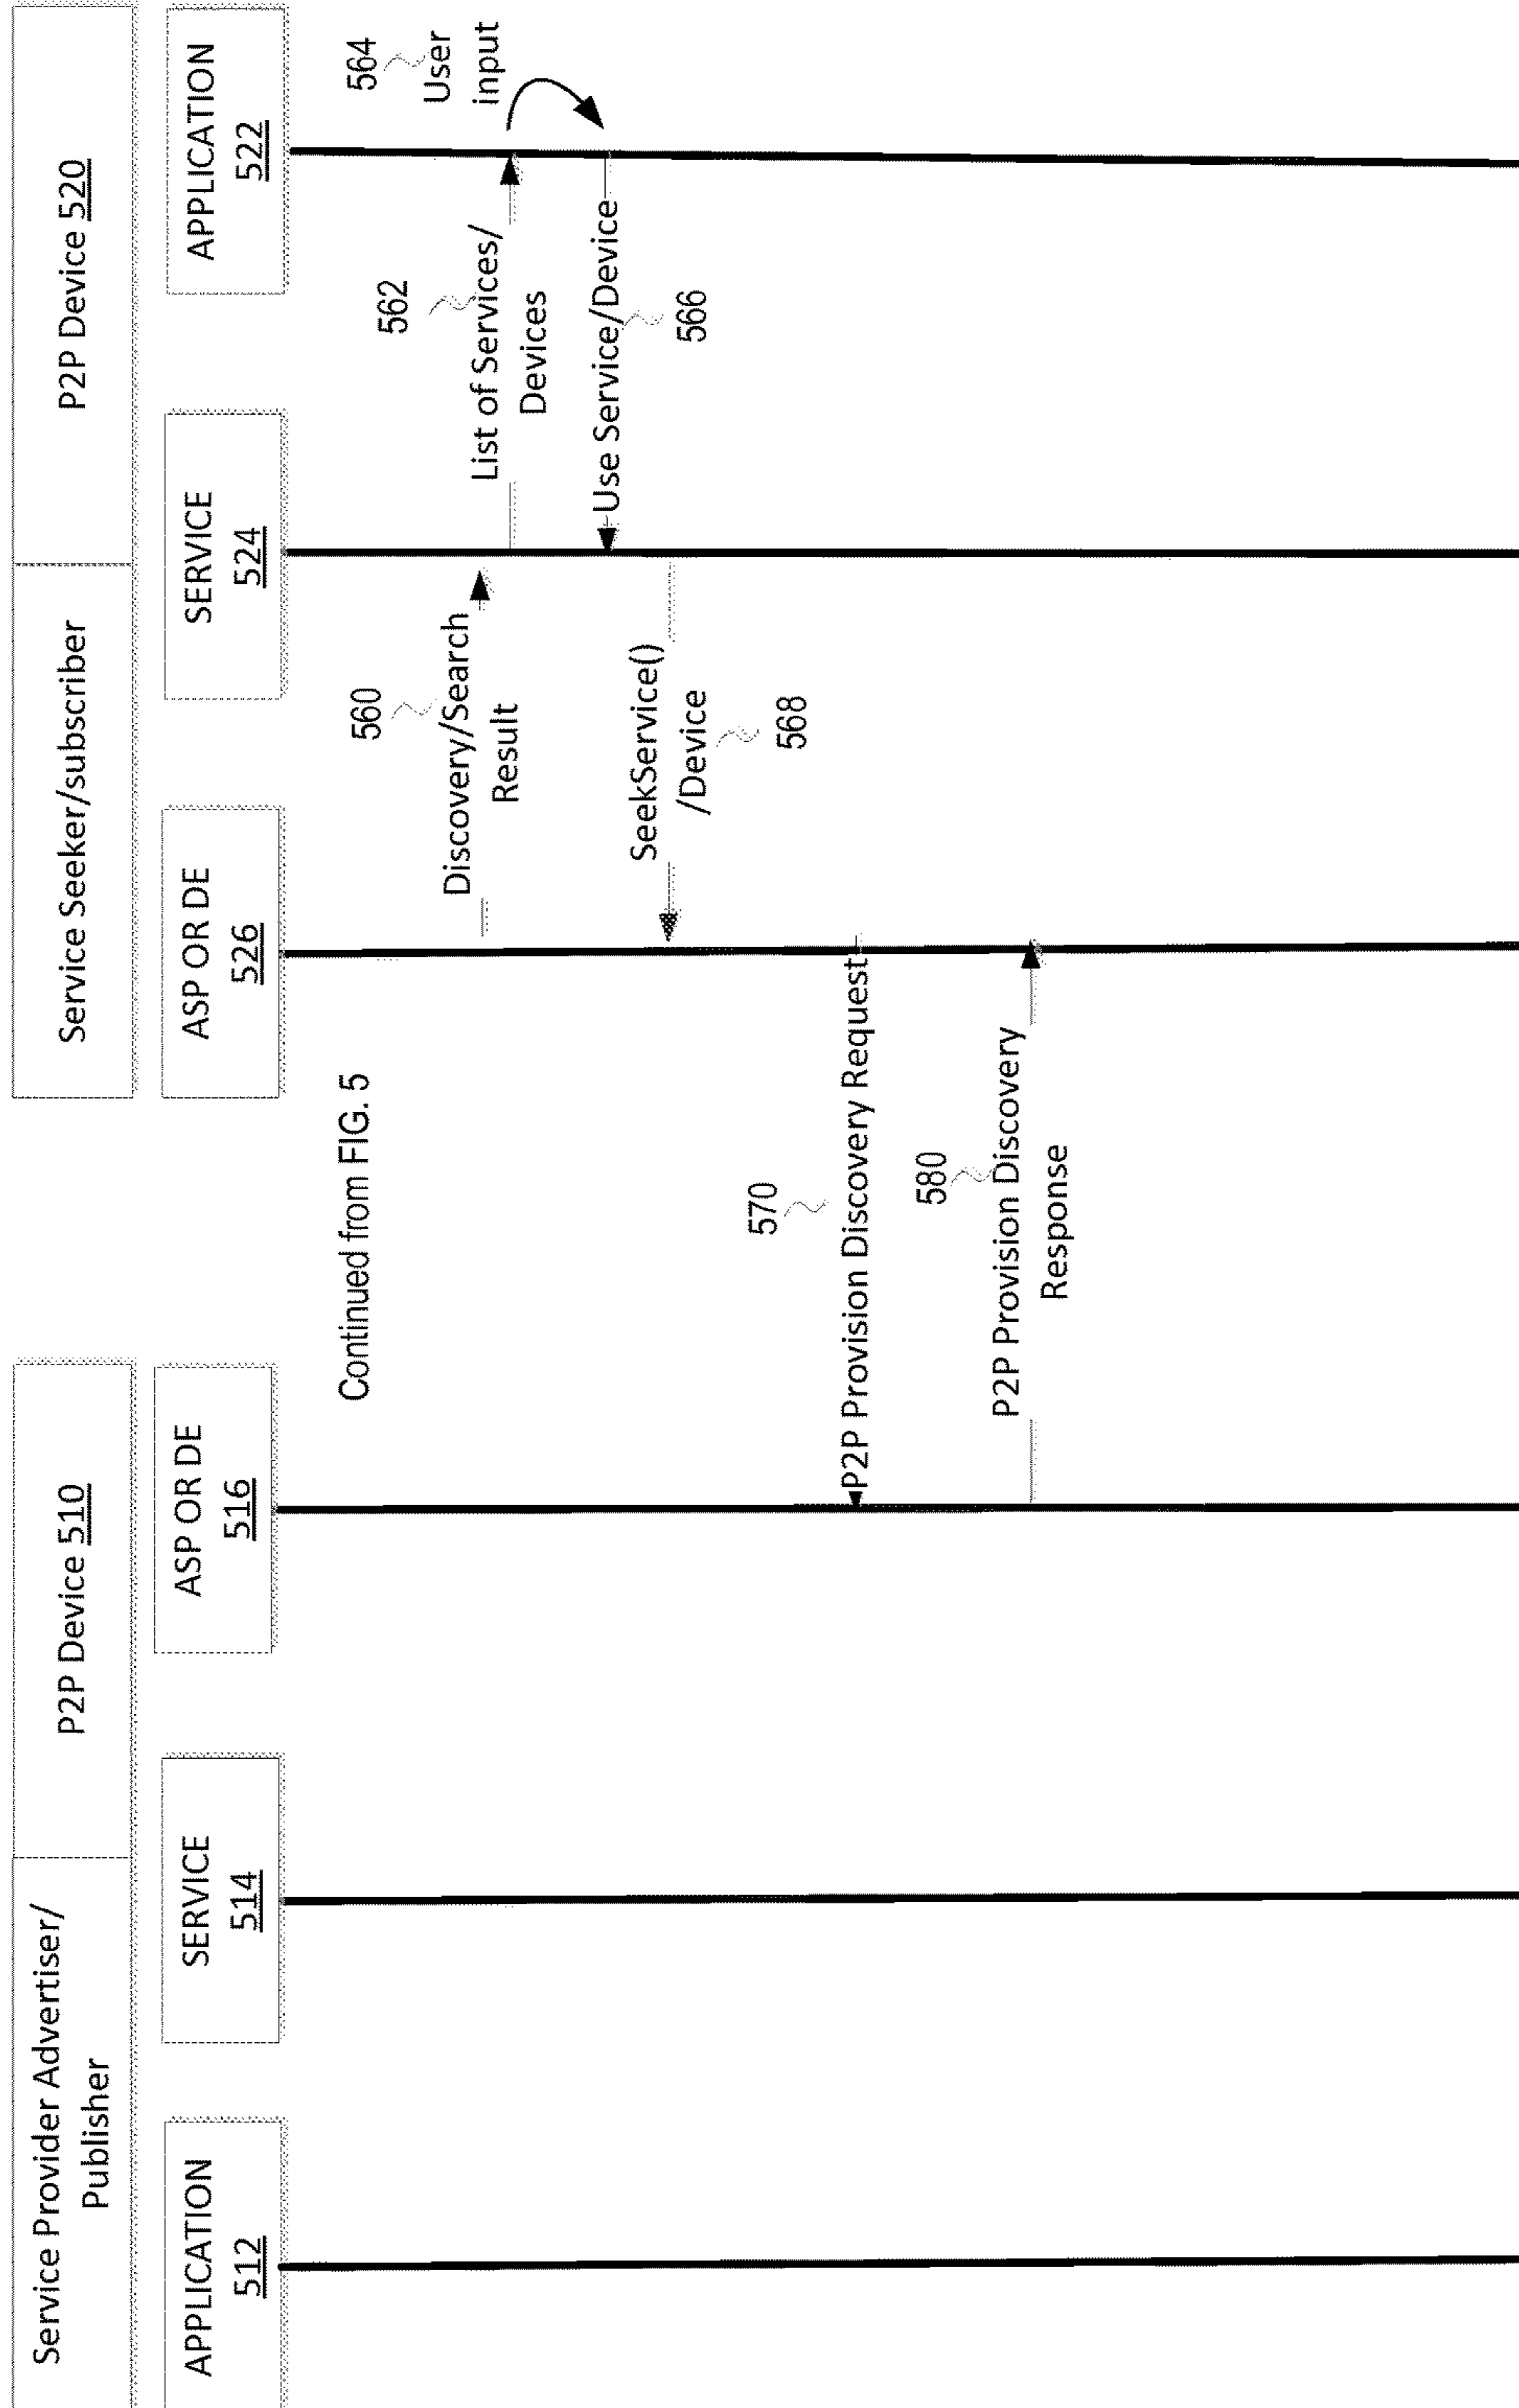 Service Provider Advertiser/
Publisher
P2P Device 510
Service Seeker/subscriber
P2P Device 520
APPLICATION
512
SERVICE
514
ASP OR DE
516
ASP OR DE
526
SERVICE
524
APPLICATION
522
Continued from FIG. 5
560
Discovery/Search
Result
562
List of Services/
Devices
564
User
input
Use Service/Device
566
SeekService()
/Device
568
570
P2P Provision Discovery Request
580
P2P Provision Discovery
Response